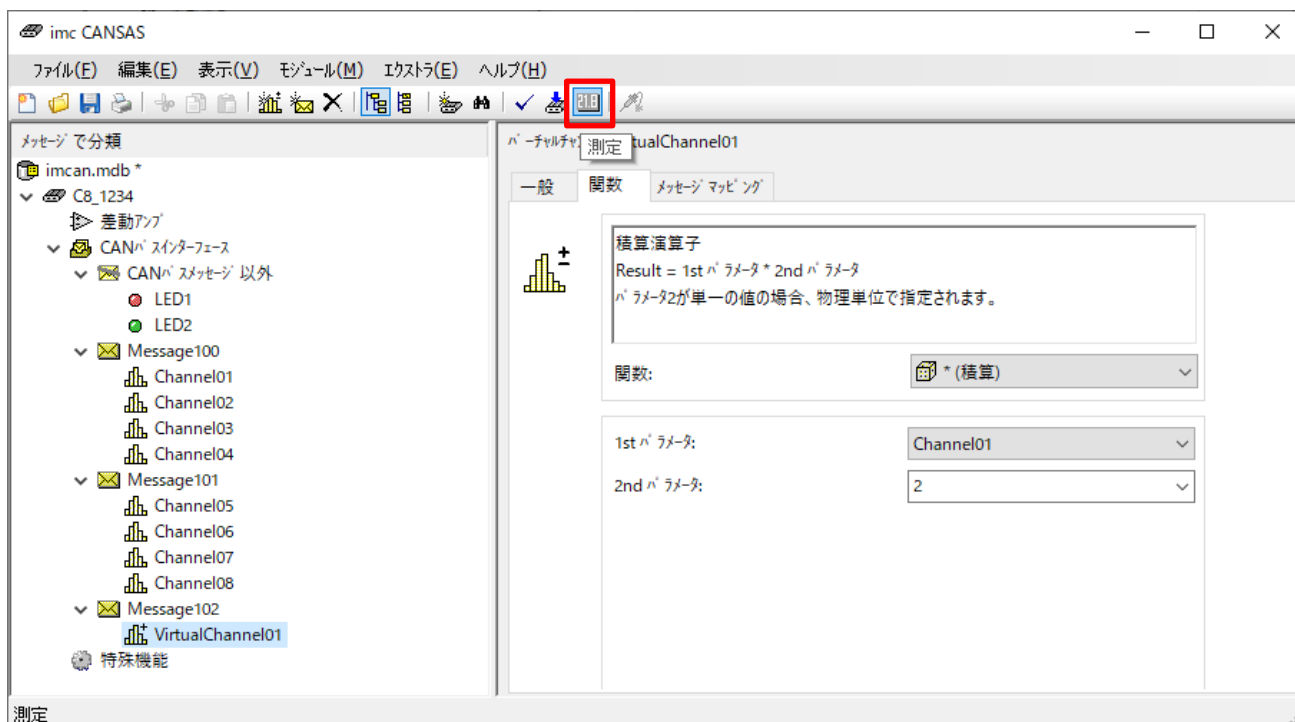 imc CANSAS
ﾌｧｲﾙ(F) 編集(E) 表示(V) ﾓｼﾞｭｰﾙ(M) ｴｸｽﾄﾗ(E) ﾍﾙﾌﾟ(H)
ﾒｯｾｰｼﾞで分類
imcan.mdb *
C8_1234
差動ｱﾝﾌﾟ
CANﾊﾞｽｲﾝﾀｰﾌｪｰｽ
CANﾊﾞｽﾒｯｾｰｼﾞ以外
LED1
LED2
Message100
Channel01
Channel02
Channel03
Channel04
Message101
Channel05
Channel06
Channel07
Channel08
Message102
VirtualChannel01
特殊機能
測定
ﾊﾞｰﾁｬﾙﾁｬﾝ
tualChannel01
測定
一般 関数 ﾒｯｾｰｼﾞﾏｯﾋﾟﾝｸﾞ
積算演算子
Result = 1st ﾊﾟﾗﾒｰﾀ * 2nd ﾊﾟﾗﾒｰﾀ
ﾊﾟﾗﾒｰﾀ2が単一の値の場合、物理単位で指定されます。
関数: * (積算)
1st ﾊﾟﾗﾒｰﾀ: Channel01
2nd ﾊﾟﾗﾒｰﾀ: 2